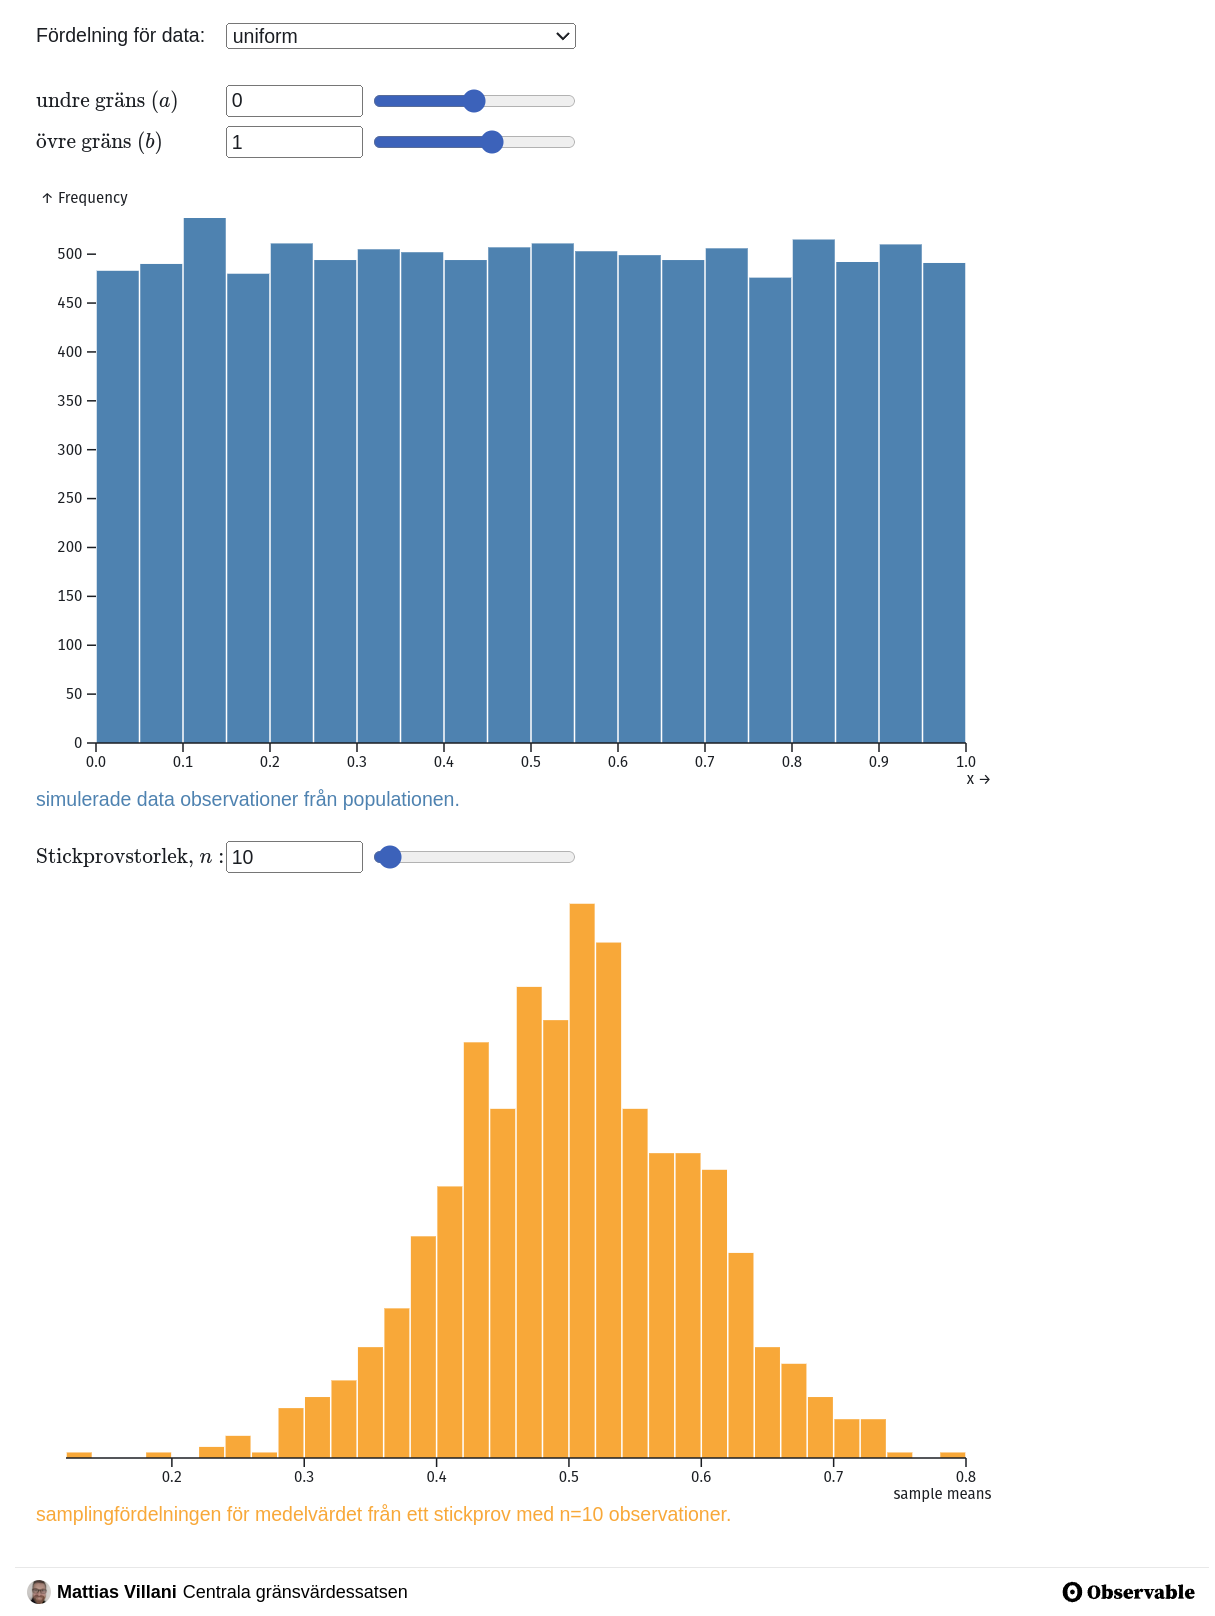 Fördelning för data: uniform
undre gräns (a) 0
övre gräns (b) 1
↑ Frequency
500
450
400
350
300
250
200
150
100
50
0
0.0 0.1 0.2 0.3 0.4 0.5 0.6 0.7 0.8 0.9 1.0
x →
simulerade data observationer från populationen.
Stickprovstorlek, n : 10
0.2 0.3 0.4 0.5 0.6 0.7 0.8
sample means
samplingfördelningen för medelvärdet från ett stickprov med n=10 observationer.
Mattias Villani Centrala gränsvärdessatsen Observable